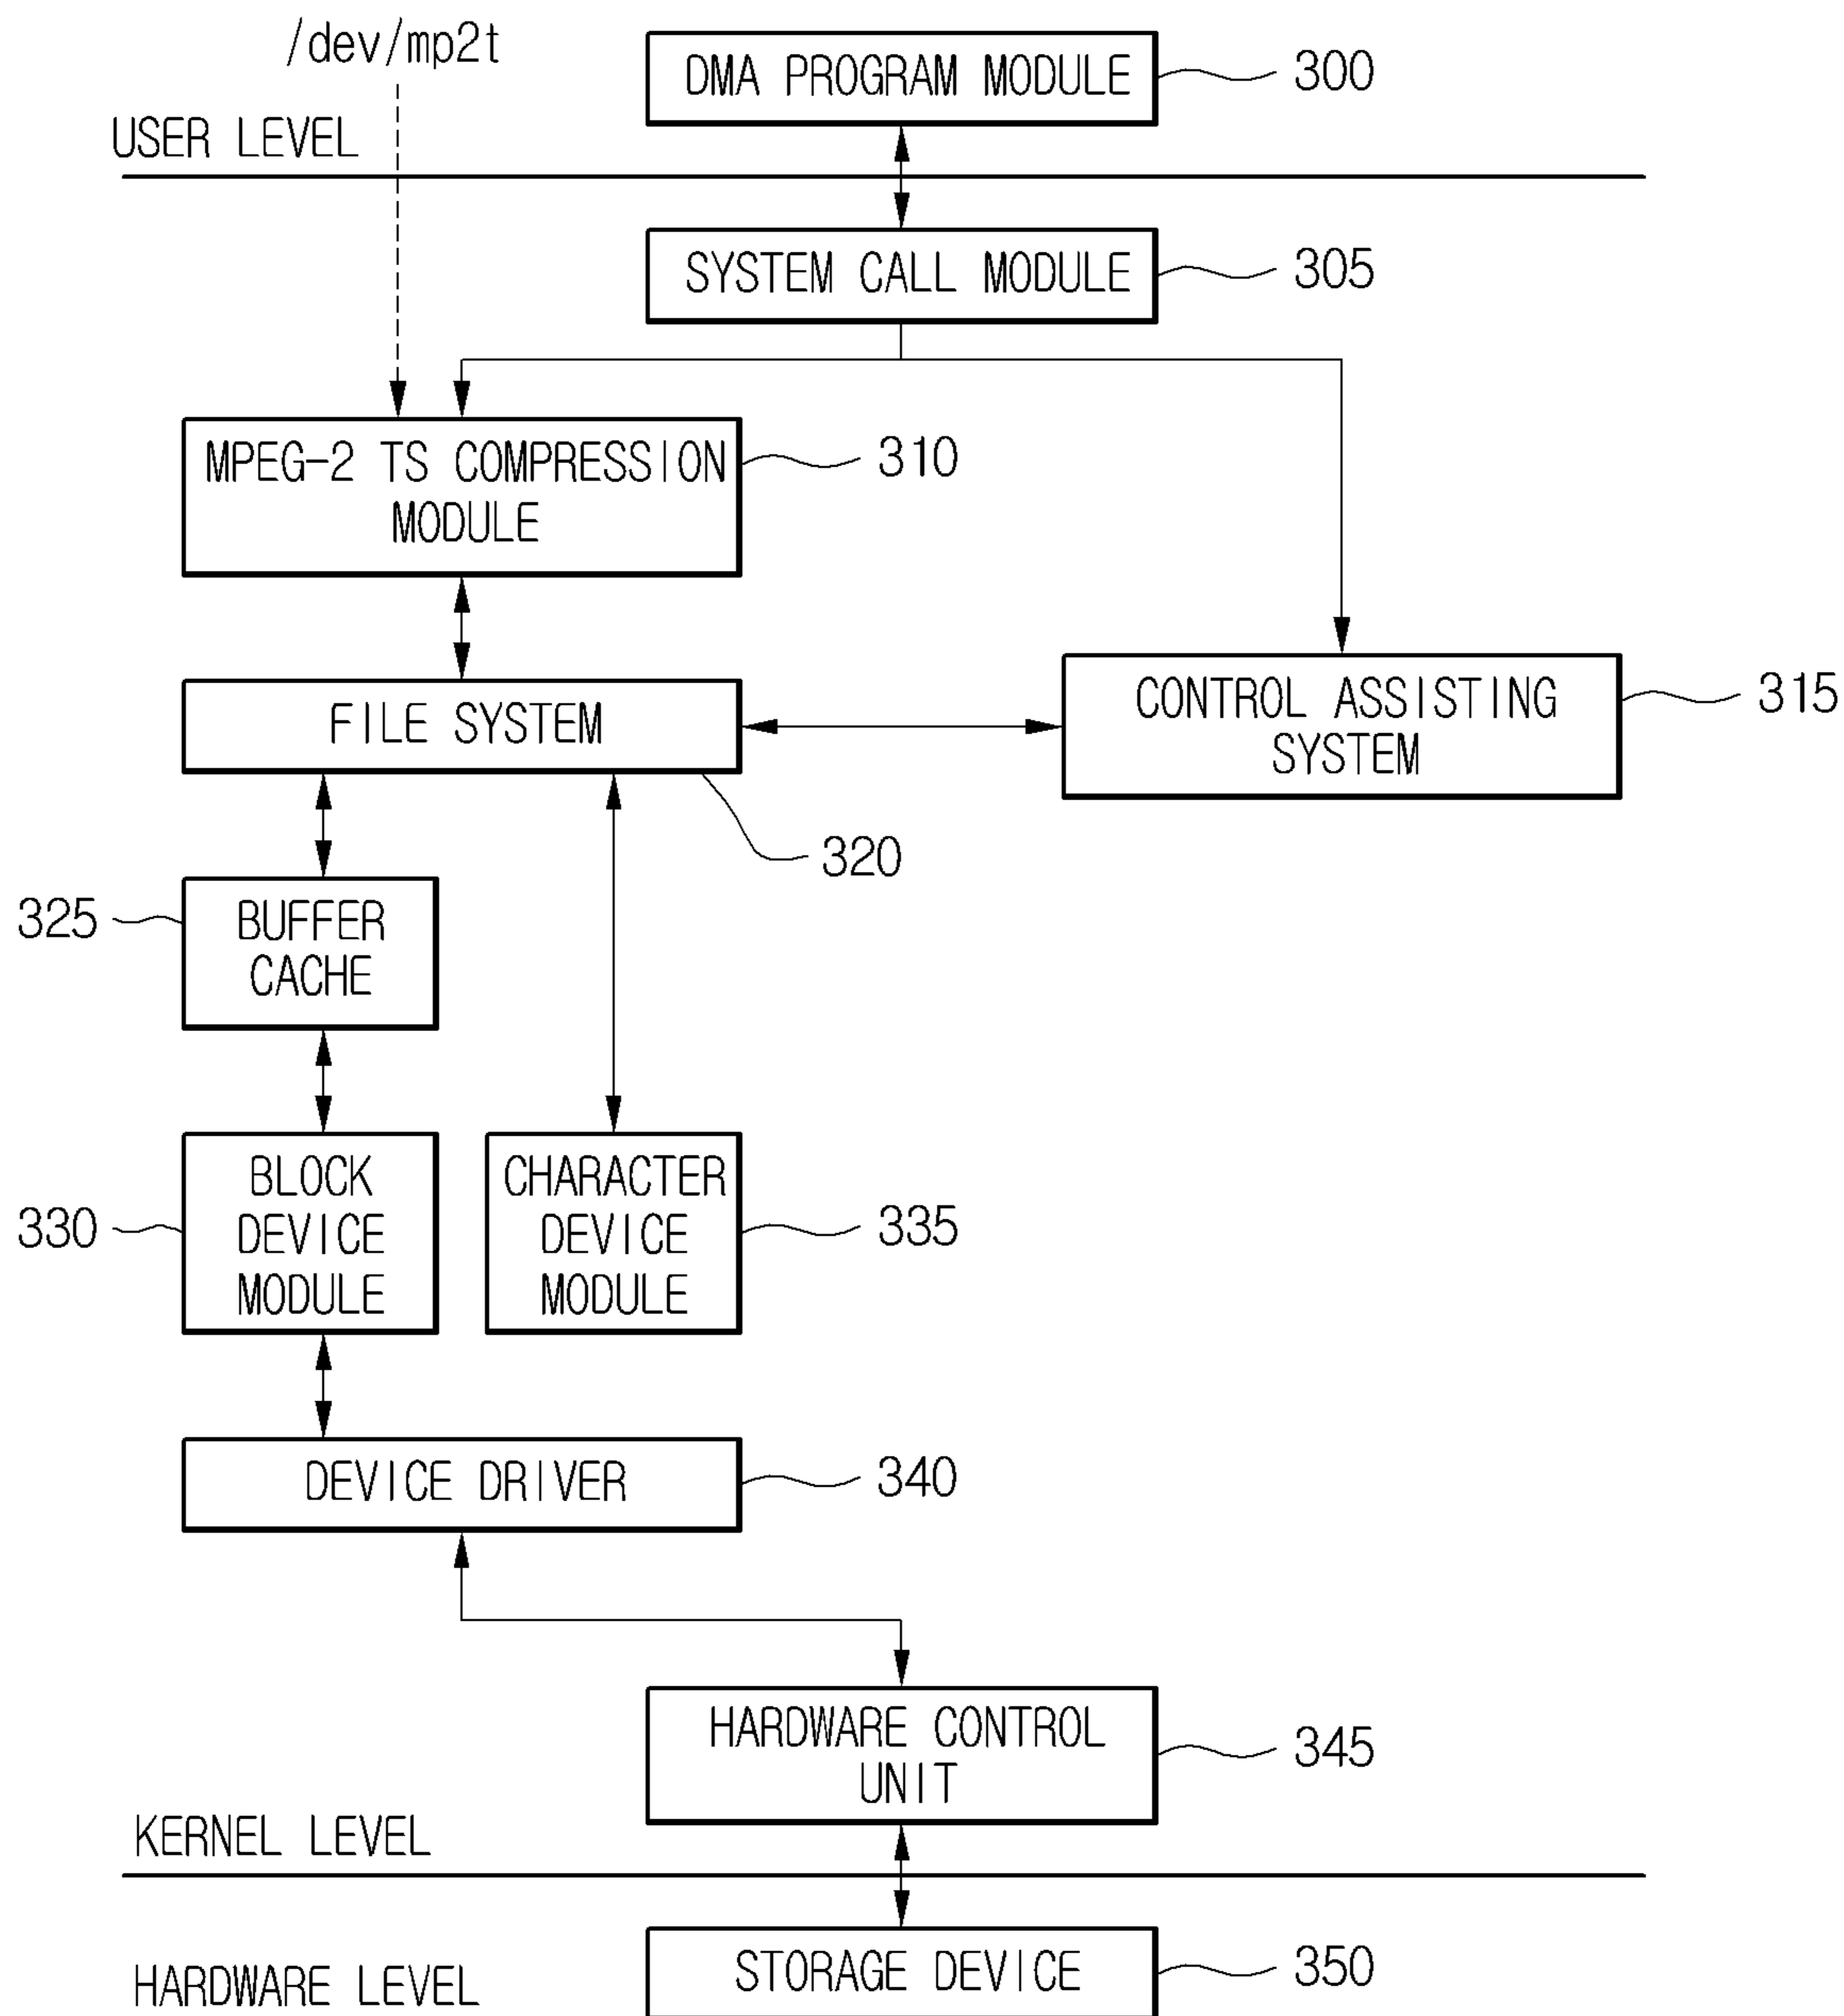 /dev/mp2t
DMA PROGRAM MODULE
300
USER LEVEL
SYSTEM CALL MODULE
305
MPEG-2 TS COMPRESSION
MODULE
310
CONTROL ASSISTING
SYSTEM
315
FILE SYSTEM
320
325
BUFFER
CACHE
330
BLOCK
DEVICE
MODULE
CHARACTER
DEVICE
MODULE
335
DEVICE DRIVER
340
HARDWARE CONTROL
UNIT
345
KERNEL LEVEL
STORAGE DEVICE
350
HARDWARE LEVEL